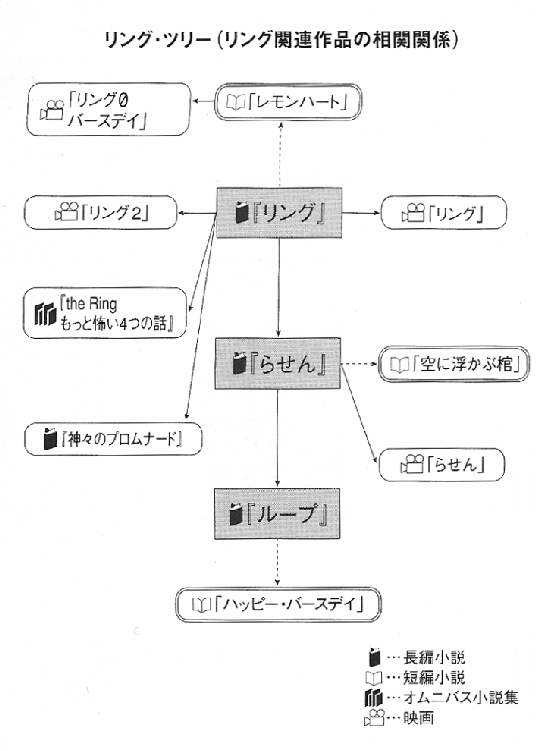 リング・ツリー(リング関連作品の相関関係)
「リング0
バースデイ」
「レモンハート」
「リング2」
『リング』
「リング』
『the Ring
もっと怖い4つの話』
『らせん』
「空に浮かぶ棺」
『神々のプロムナード』
「らせん」
『ループ』
「ハッピー・バースデイ」
…長編小説
…短編小説
…オムニバス小説集
…映画